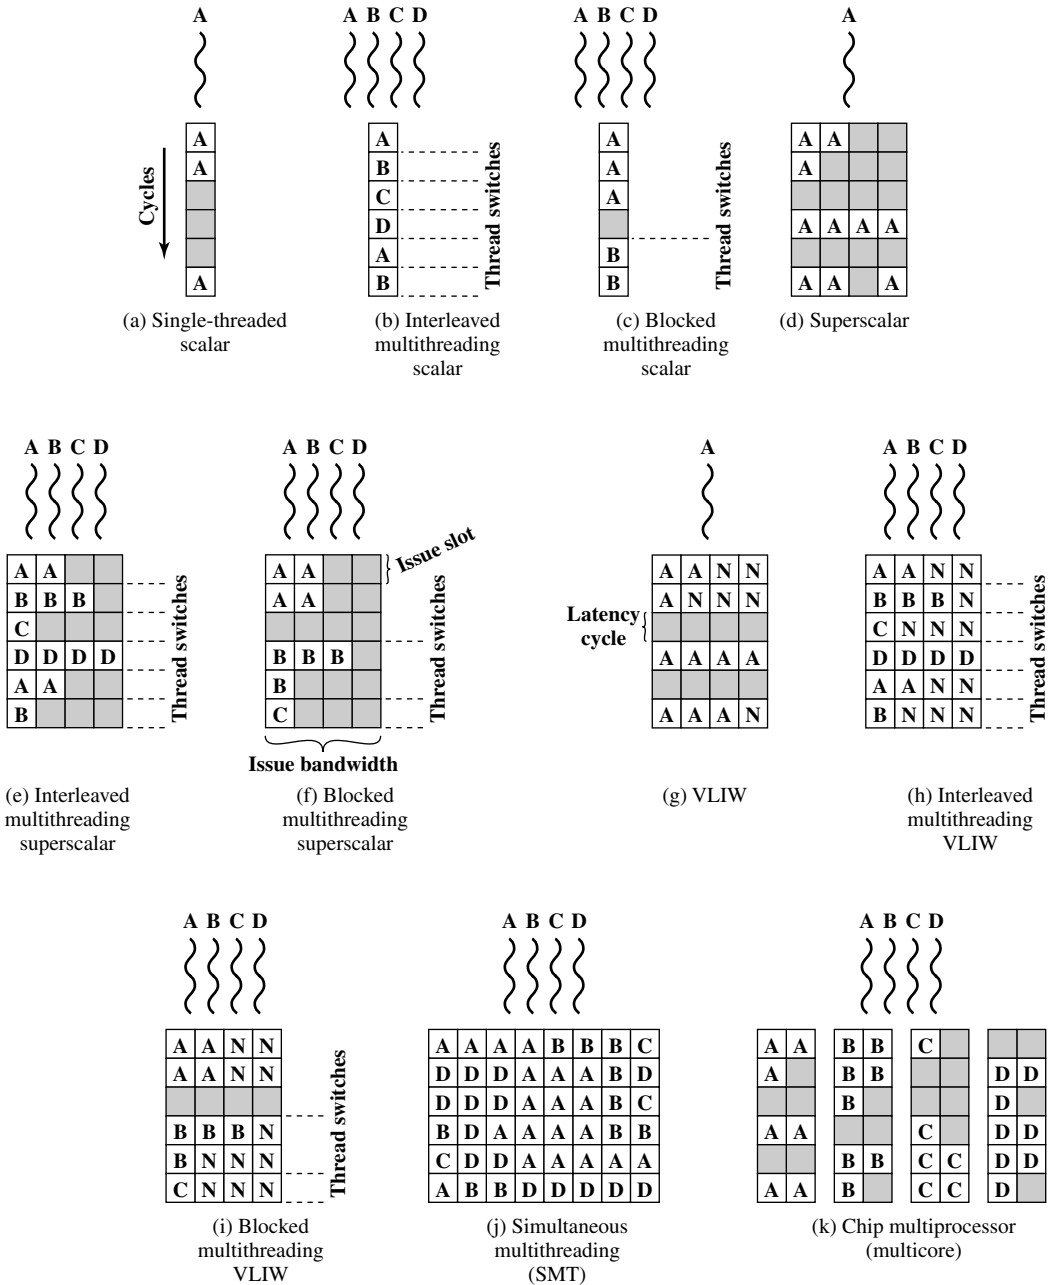 A
A B C D
A B C D
A
Cycles
A
A
A
A
B
C
D
A
B
Thread switches
A
A
A
B
B
Thread switches
A A
A
A A A A
A A A
(a) Single-threaded
scalar
(b) Interleaved
multithreading
scalar
(c) Blocked
multithreading
scalar
(d) Superscalar
A B C D
A B C D
A
A B C D
A A
B B B
C
D D D D
A A
B
Thread switches
A A
A A
B B B
B
C
Issue slot
Thread switches
Issue bandwidth
Latency
cycle
A A N N
A N N N
A A A A
A A A N
A A N N
B B B N
C N N N
D D D D
A A N N
B N N N
Thread switches
(e) Interleaved
multithreading
superscalar
(f) Blocked
multithreading
superscalar
(g) VLIW
(h) Interleaved
multithreading
VLIW
A B C D
A B C D
A B C D
A A N N
A A N N
B B B N
B N N N
C N N N
Thread switches
A A A A B B B C
D D D A A A B D
D D D A A A B C
B D A A A A B B
C D D A A A A A
A B B D D D D D
A A
A
A A
A A
B B
B B
B
B B
B
C
C
C C
C C
D D
D
D D
D D
D
(i) Blocked
multithreading
VLIW
(j) Simultaneous
multithreading
(SMT)
(k) Chip multiprocessor
(multicore)